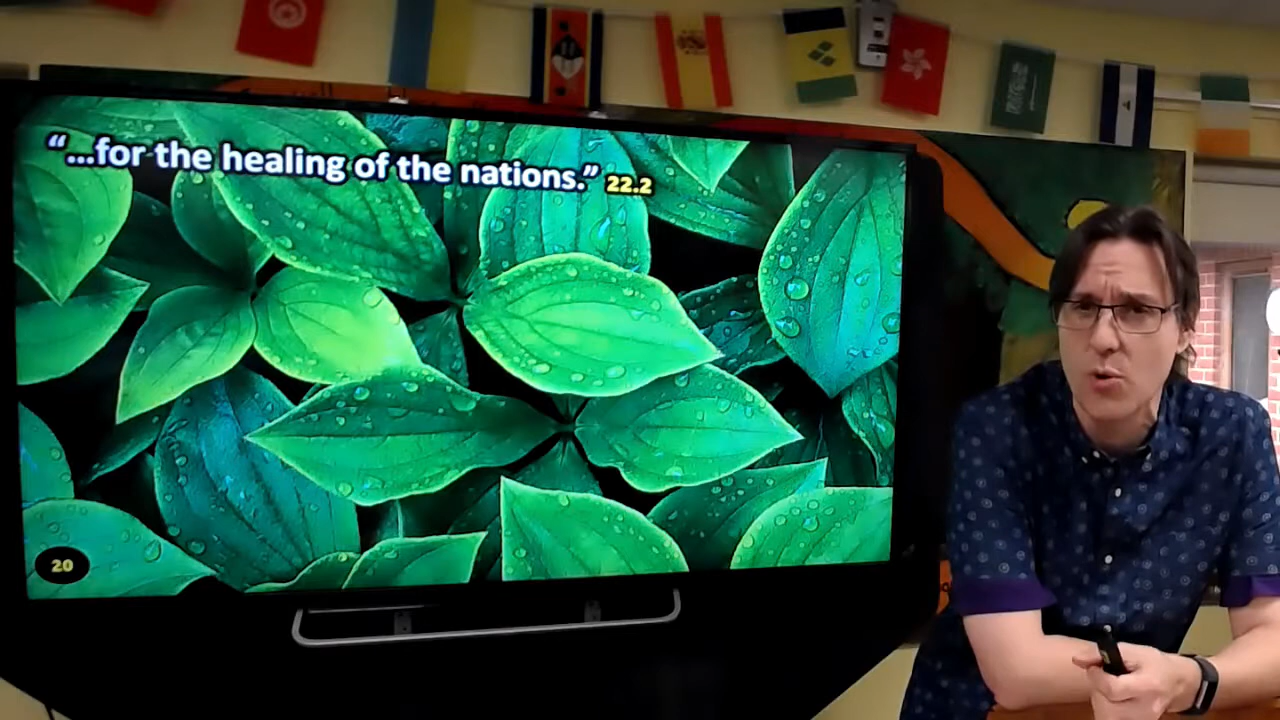 “...for the healing of the nations.” 22.2
20